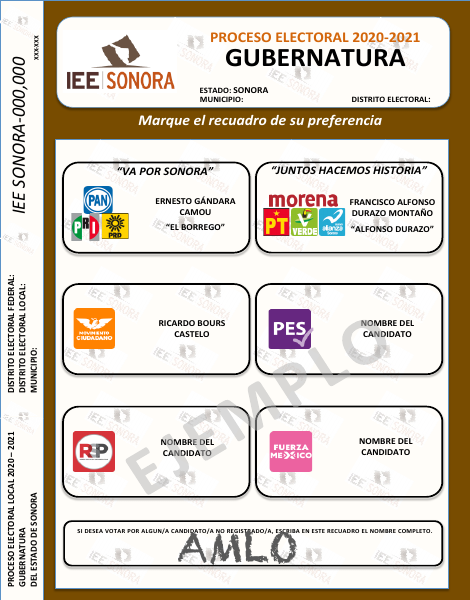 PROCESO ELECTORAL 2020-2021
GUBERNATURA
IEE SONORA
ESTADO: SONORA
MUNICIPIO:
DISTRITO ELECTORAL:
Marque el recuadro de su preferencia
“VA POR SONORA”
PAN
PRI
PRD
ERNESTO GÁNDARA
CAMOU
“EL BORREGO”
“JUNTOS HACEMOS HISTORIA”
morena
PT
VERDE
alianza
FRANCISCO ALFONSO
DURAZO MONTAÑO
“ALFONSO DURAZO”
MOVIMIENTO
CIUDADANO
RICARDO BOURS
CASTELO
PES
NOMBRE DEL
CANDIDATO
RSP
NOMBRE DEL
CANDIDATO
FUERZA
MEXICO
NOMBRE DEL
CANDIDATO
EJEMPLO
SI DESEA VOTAR POR ALGUN/A CANDIDATO/A NO REGISTRADO/A, ESCRIBA EN ESTE RECUADRO EL NOMBRE COMPLETO.
AMLO
IEE SONORA-000,000
XXX-XXX
DISTRITO ELECTORAL FEDERAL:
DISTRITO ELECTORAL LOCAL:
MUNICIPIO:
PROCESO ELECTORAL LOCAL 2020 – 2021
GUBERNATURA
DEL ESTADO DE SONORA